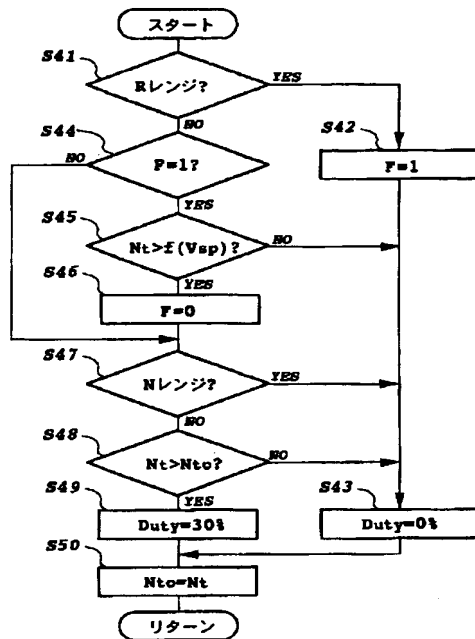 スタート
S41
Rレンジ?
YES
NO
S42
F=1
S44
F=1?
NO
YES
S45
Nt>f(Vsp)?
NO
YES
S46
F=0
S47
Nレンジ?
YES
NO
S48
Nt>Nto?
NO
YES
S49
Duty=30%
S43
Duty=0%
S50
Nto=Nt
リターン